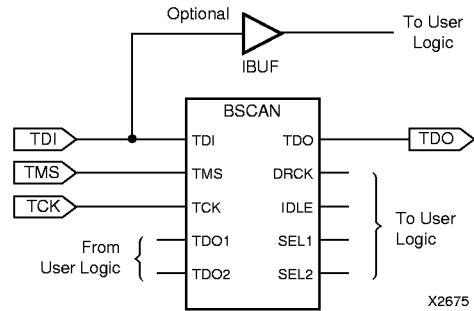 Optional
To User
Logic
IBUF
BSCAN
TDI
TDI
TDO
TDO
TMS
TMS
DRCK
TCK
TCK
IDLE
To User
Logic
From
User Logic
TDO1
SEL1
TDO2
SEL2
X2675